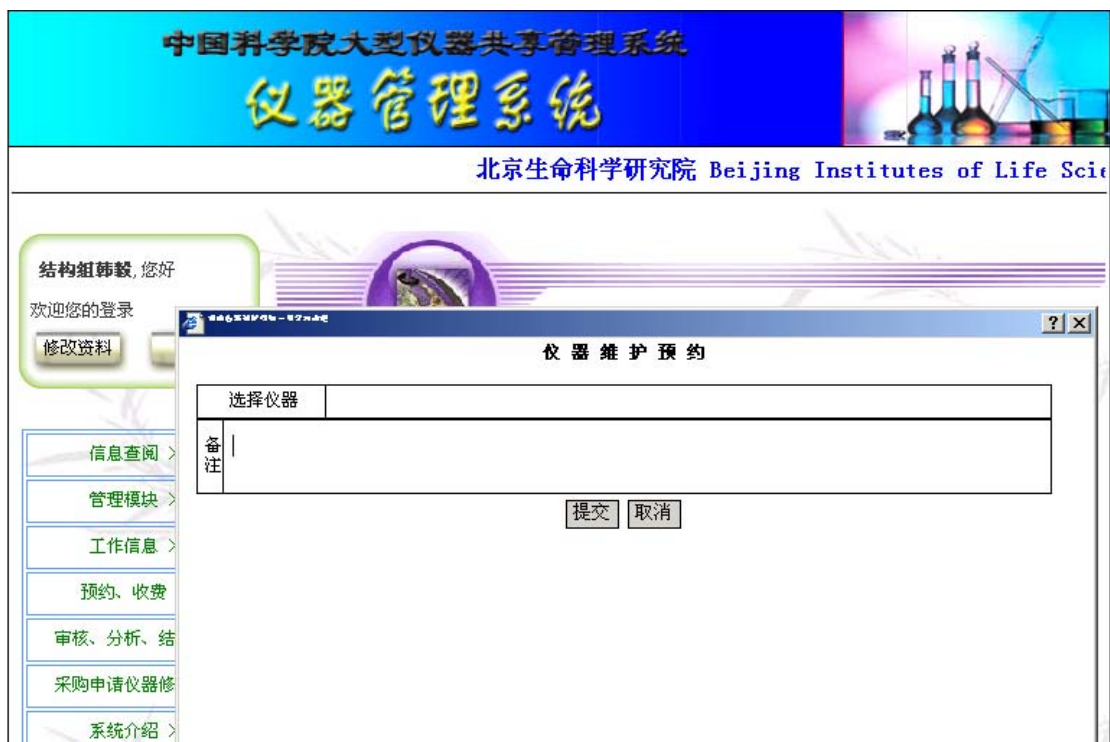 中国科学院大型仪器共享管理系统
仪器管理系统
北京生命科学研究院 Beijing Institutes of Life Scie
结构组韩毅, 您好
欢迎您的登录
修改资料
仪器维护预约
选择仪器
备注
提交 取消
信息查阅 >
管理模块 >
工作信息 >
预约、收费
审核、分析、结
采购申请仪器修
系统介绍 >